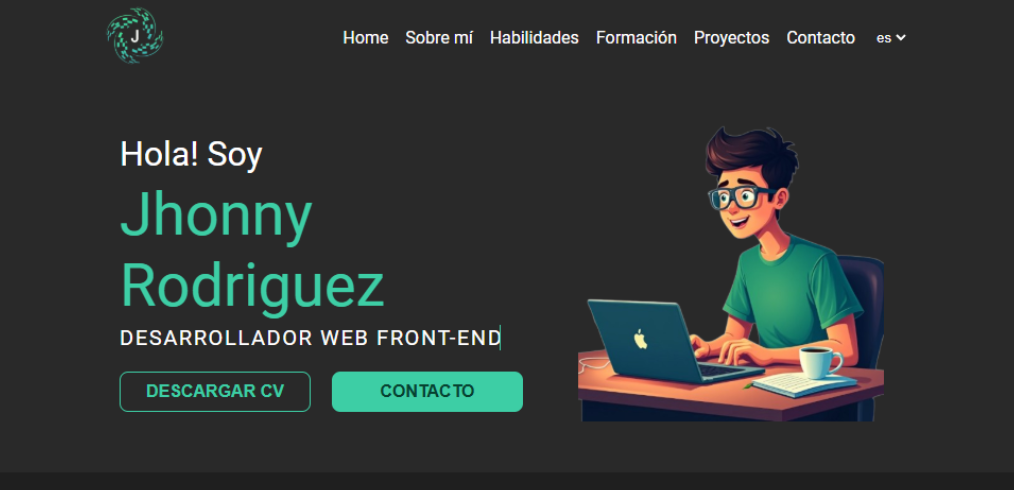 J
Home Sobre mí Habilidades Formación Proyectos Contacto es
Hola! Soy
Jhonny
Rodriguez
DESARROLLADOR WEB FRONT-END
DESCARGAR CV CONTACTO